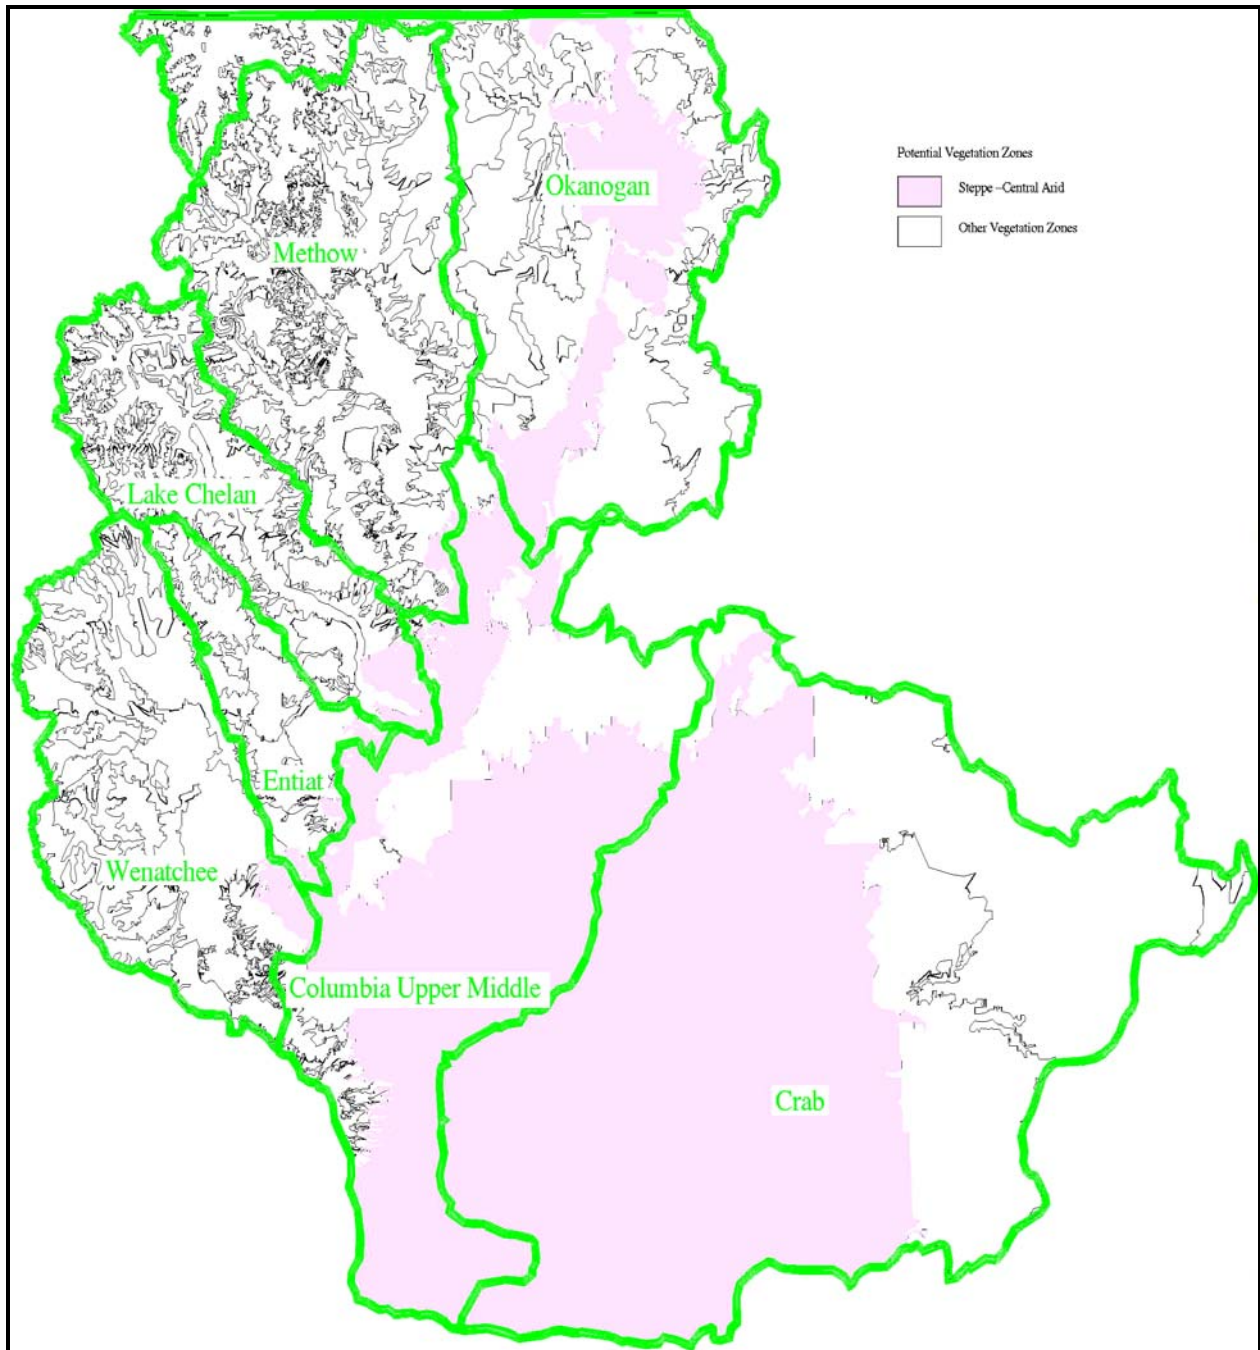 Potential Vegetation Zones
Steppe –Central Arid
Other Vegetation Zones
Okanogan
Methow
Lake Chelan
Entiat
Wenatchee
Columbia Upper Middle
Crab